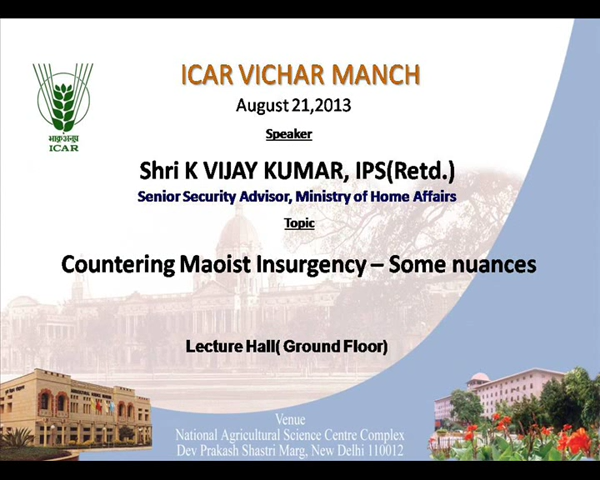 ICAR VICHAR MANCH
August 21,2013
भाकृअनुप
ICAR
Speaker
Shri K VIJAY KUMAR, IPS(Retd.)
Senior Security Advisor, Ministry of Home Affairs
Topic
Countering Maoist Insurgency – Some nuances
Lecture Hall( Ground Floor)
Venue
National Agricultural Science Centre Complex
Dev Prakash Shastri Marg, New Delhi 110012